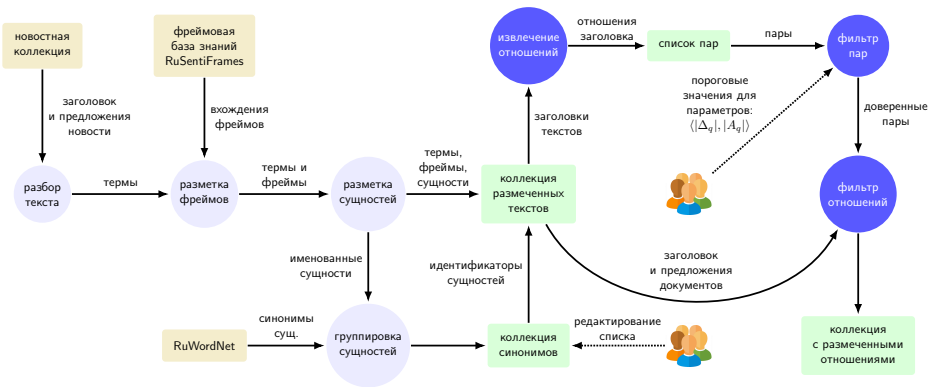 новостная
коллекция
фреймовая
база знаний
RuSentiFrames
извлечение
отношений
отношения
заголовка
список пар
пары
фильтр
пар
заголовок
и предложения
новости
вхождения
фреймов
заголовки
текстов
пороговые
значения для
параметров:
⟨|Δ_q|, |A_q|⟩
доверенные
пары
разбор
текста
термы
разметка
фреймов
термы и
фреймы
разметка
сущностей
термы,
фреймы,
сущности
коллекция
размеченных
текстов
фильтр
отношений
именованные
сущности
идентификаторы
сущностей
заголовок
и предложения
документов
RuWordNet
синонимы
сущ.
группировка
сущностей
коллекция
синонимов
редактирование
списка
коллекция
с размеченными
отношениями